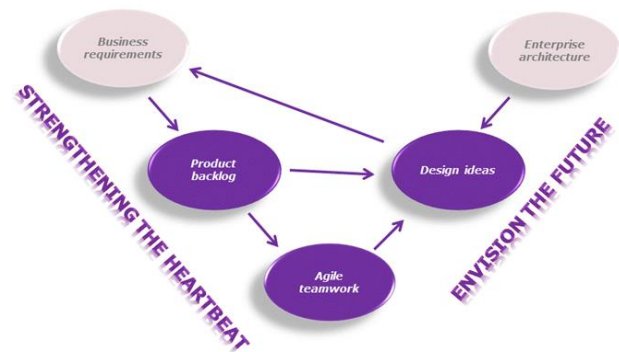 Business
requirements
Enterprise
architecture
STRENGTHENING THE HEARTBEAT
ENVISION THE FUTURE
Product
backlog
Design ideas
Agile
teamwork